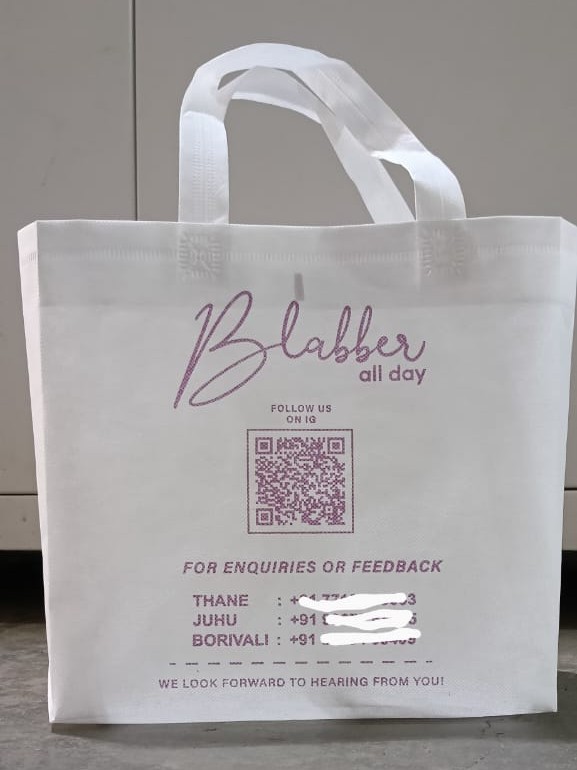 Blabber
all day
FOLLOW US
ON IG
FOR ENQUIRIES OR FEEDBACK
THANE :
JUHU : +91
BORIVALI : +91
WE LOOK FORWARD TO HEARING FROM YOU!